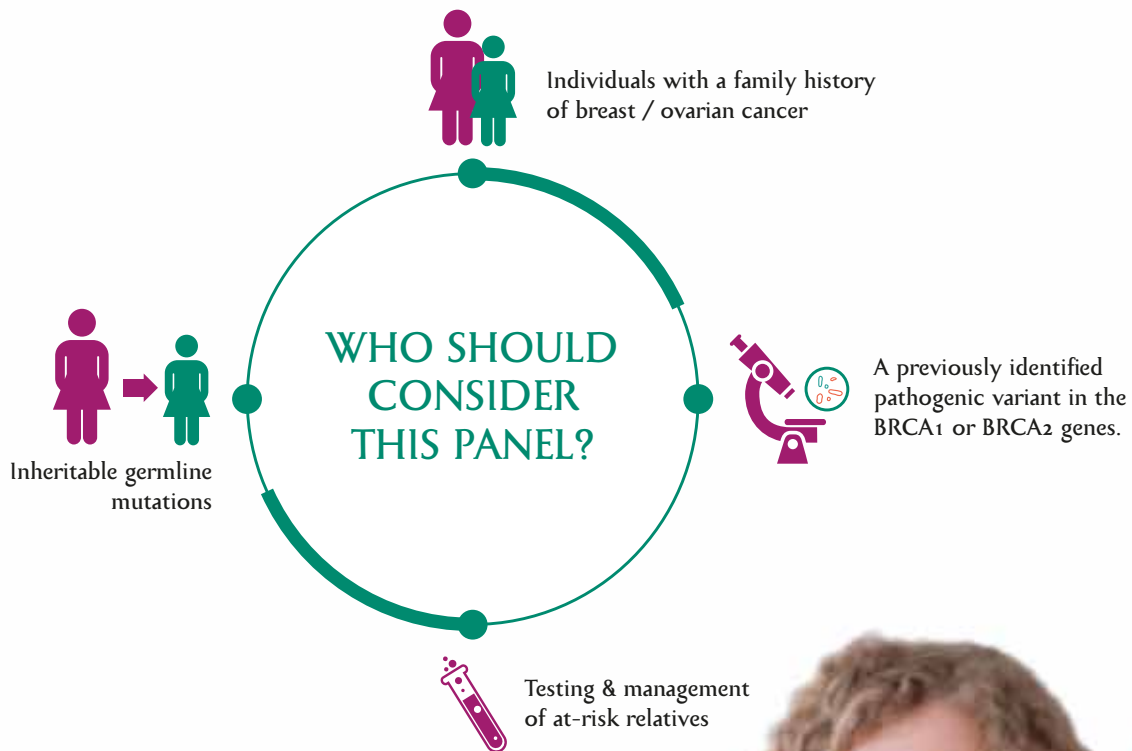 Individuals with a family history
of breast / ovarian cancer
WHO SHOULD
CONSIDER
THIS PANEL?
A previously identified
pathogenic variant in the
BRCA1 or BRCA2 genes.
Inheritable germline
mutations
Testing & management
of at-risk relatives